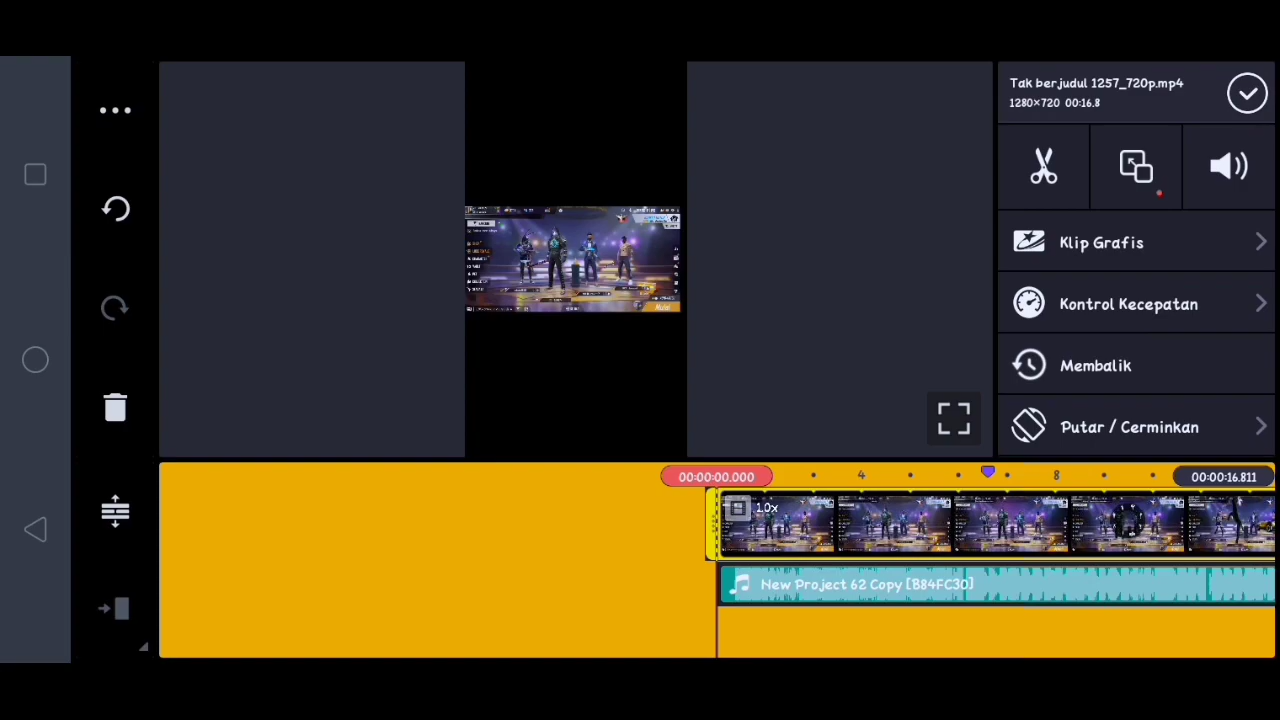 Tak berjudul 1257_720p.mp4
1280×720 00:16.8
Klip Grafis
Kontrol Kecepatan
Membalik
Putar / Cerminkan
00:00:00.000
4
8
00:00:16.811
1.0x
New Project 62 Copy [B84FC30]